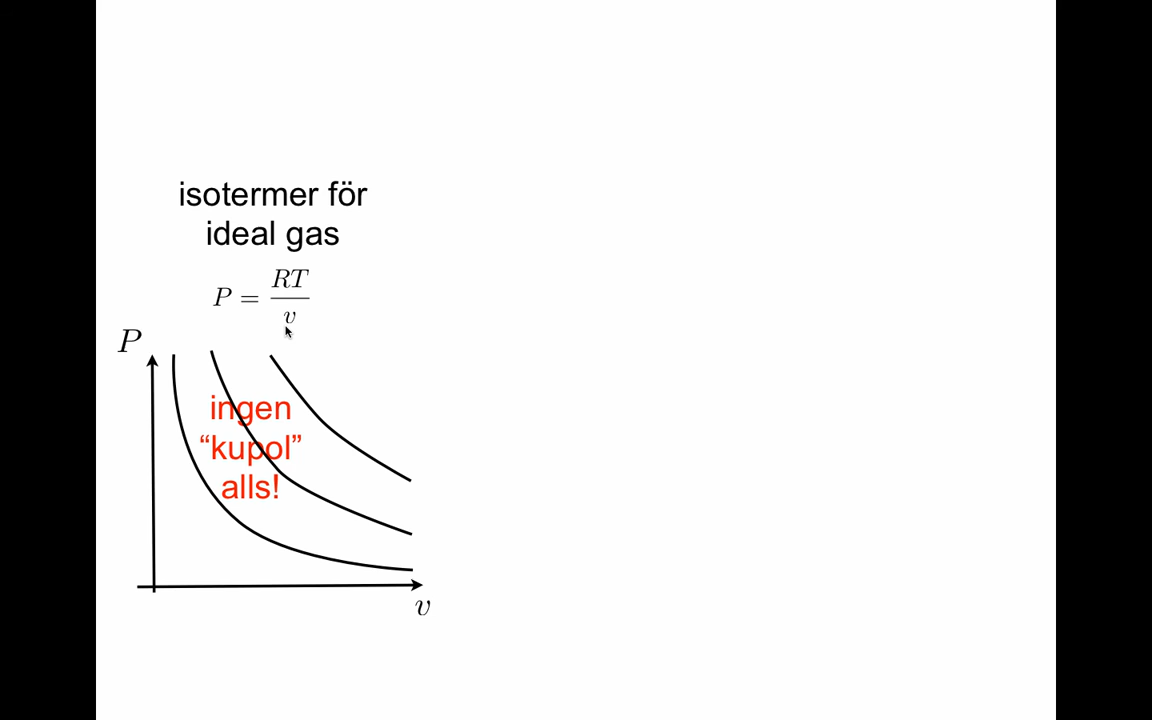 isotermer för
ideal gas
P = RT / v
P
ingen
“kupol”
alls!
v